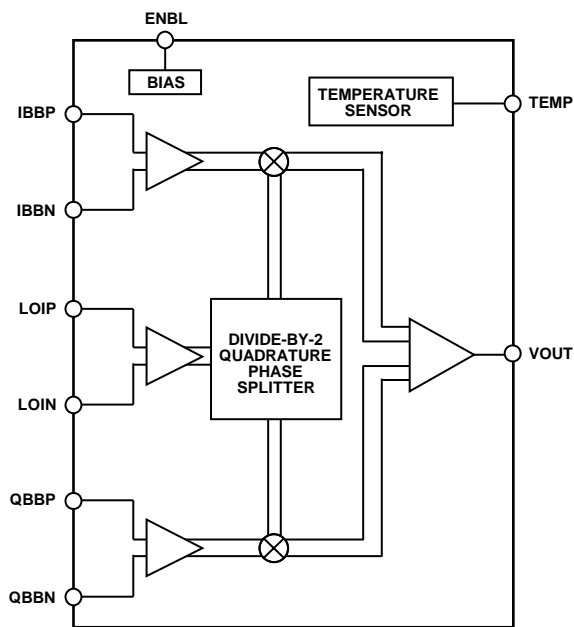 ENBL
BIAS
TEMPERATURE
SENSOR
TEMP
IBBP
IBBN
LOIP
DIVIDE-BY-2
QUADRATURE
PHASE
SPLITTER
VOUT
LOIN
QBBP
QBBN